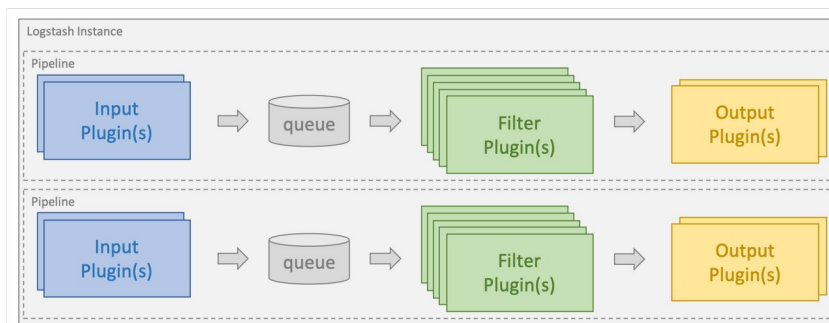 Logstash Instance
Pipeline
Input
Plugin(s)
queue
Filter
Plugin(s)
Output
Plugin(s)
Pipeline
Input
Plugin(s)
queue
Filter
Plugin(s)
Output
Plugin(s)